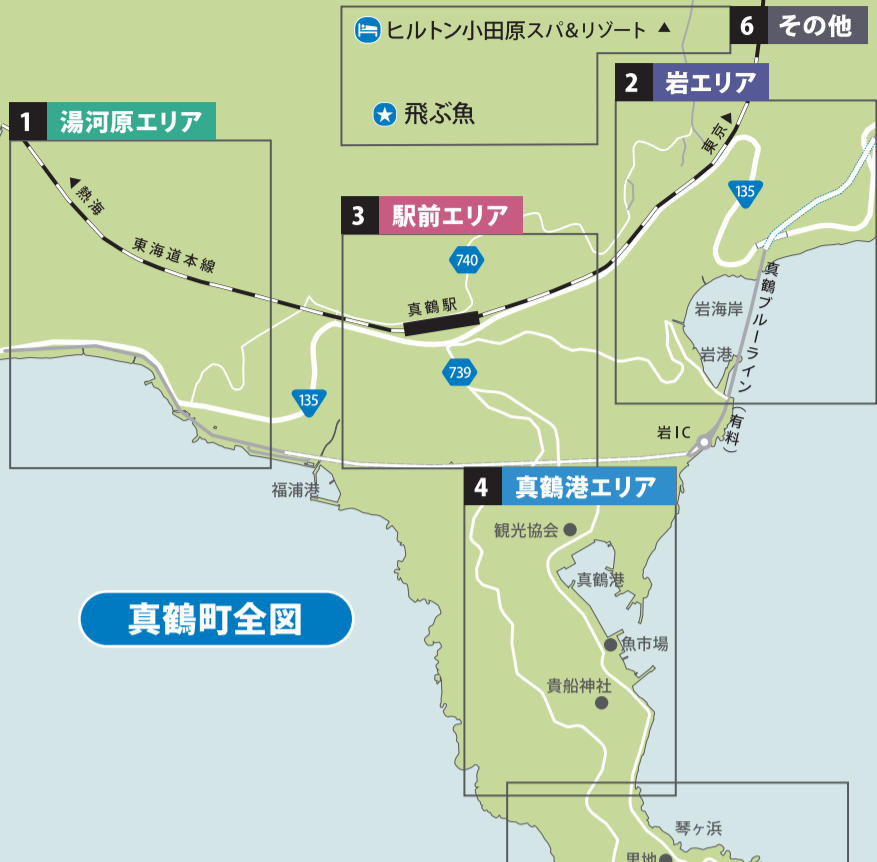 ヒルトン小田原スパ&リゾート ▲
6 その他
飛ぶ魚
2 岩エリア
1 湯河原エリア
東京▲
135
▲熱海
3 駅前エリア
東海道本線
740
真鶴駅
真鶴ブルーライン(有料)
岩海岸
岩港
739
135
岩IC
福浦港
4 真鶴港エリア
観光協会
真鶴港
真鶴町全図
魚市場
貴船神社
琴ヶ浜